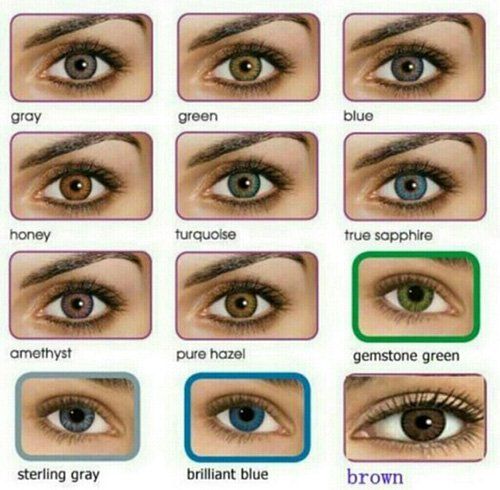 gray
green
blue
honey
turquoise
true sapphire
amethyst
pure hazel
gemstone green
sterling gray
brilliant blue
brown